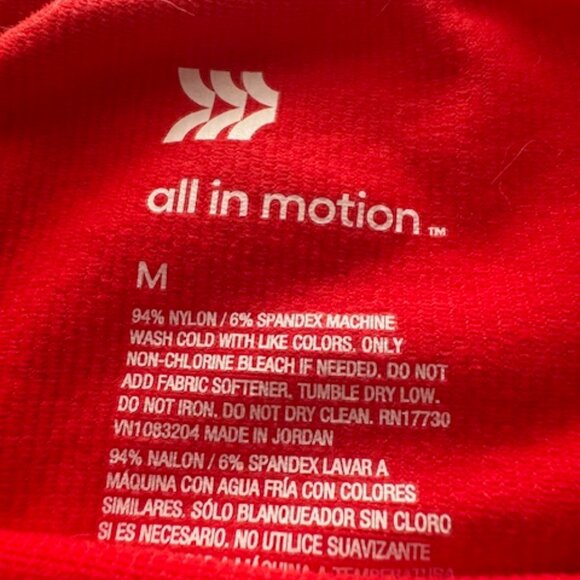 all in motion™
M
94% NYLON / 6% SPANDEX MACHINE
WASH COLD WITH LIKE COLORS. ONLY
NON-CHLORINE BLEACH IF NEEDED. DO NOT
ADD FABRIC SOFTENER. TUMBLE DRY LOW.
DO NOT IRON. DO NOT DRY CLEAN. RN17730
VN1083204 MADE IN JORDAN
94% NAILON / 6% SPANDEX LAVAR A
MÁQUINA CON AGUA FRÍA CON COLORES
SIMILARES. SÓLO BLANQUEADOR SIN CLORO
SI ES NECESARIO. NO UTILICE SUAVIZANTE
MÁQUINA A TEMPERATURA